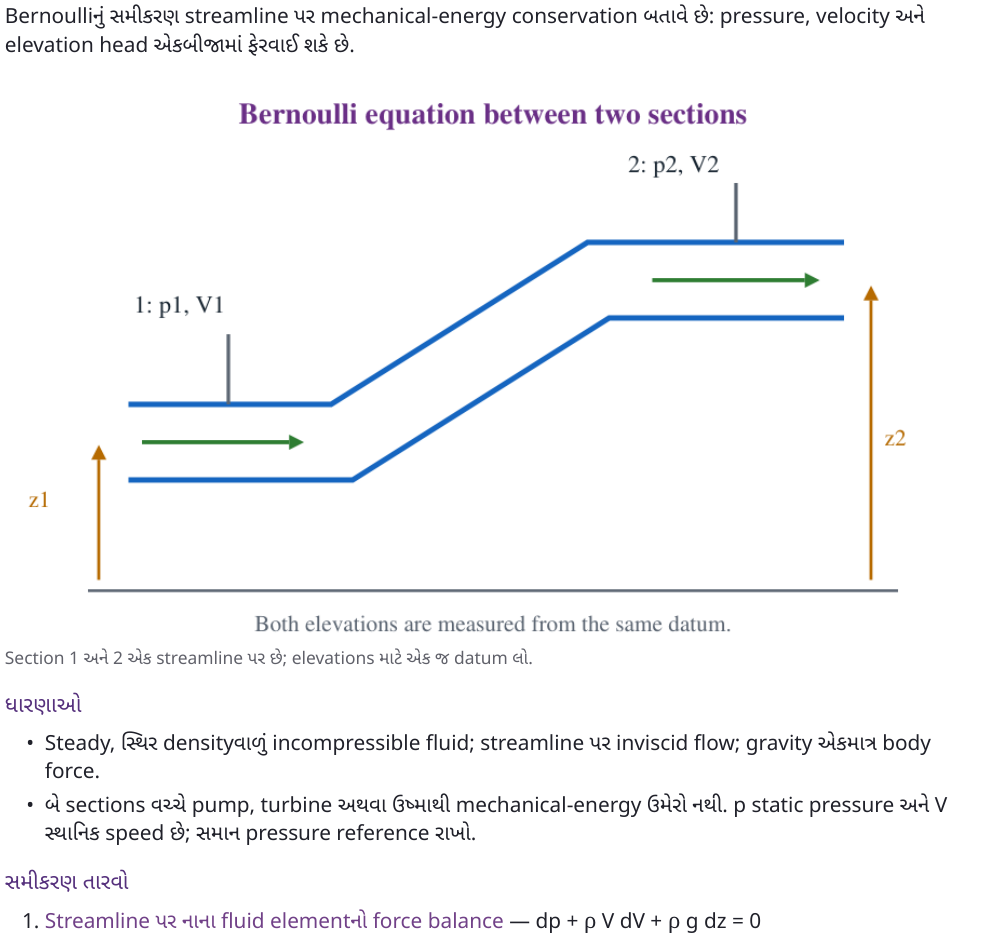 Bernoulliનું સમીકરણ streamline પર mechanical-energy conservation બતાવે છે: pressure, velocity અને
elevation head એકબીજામાં ફેરવાઈ શકે છે.
Bernoulli equation between two sections
2: p2, V2
1: p1, V1
z2
z1
Both elevations are measured from the same datum.
Section 1 અને 2 એક streamline પર છે; elevations માટે એક જ datum લો.
ધારણાઓ
• Steady, સ્થિર densityવાળું incompressible fluid; streamline પર inviscid flow; gravity એકમાત્ર body
force.
• બે sections વચ્ચે pump, turbine અથવા ઉષ્માથી mechanical-energy ઉમેરો નથી. p static pressure અને V
સ્થાનિક speed છે; સમાન pressure reference રાખો.
સમીકરણ તારવો
1. Streamline પર નાના fluid elementનો force balance — dp + ρ V dV + ρ g dz = 0